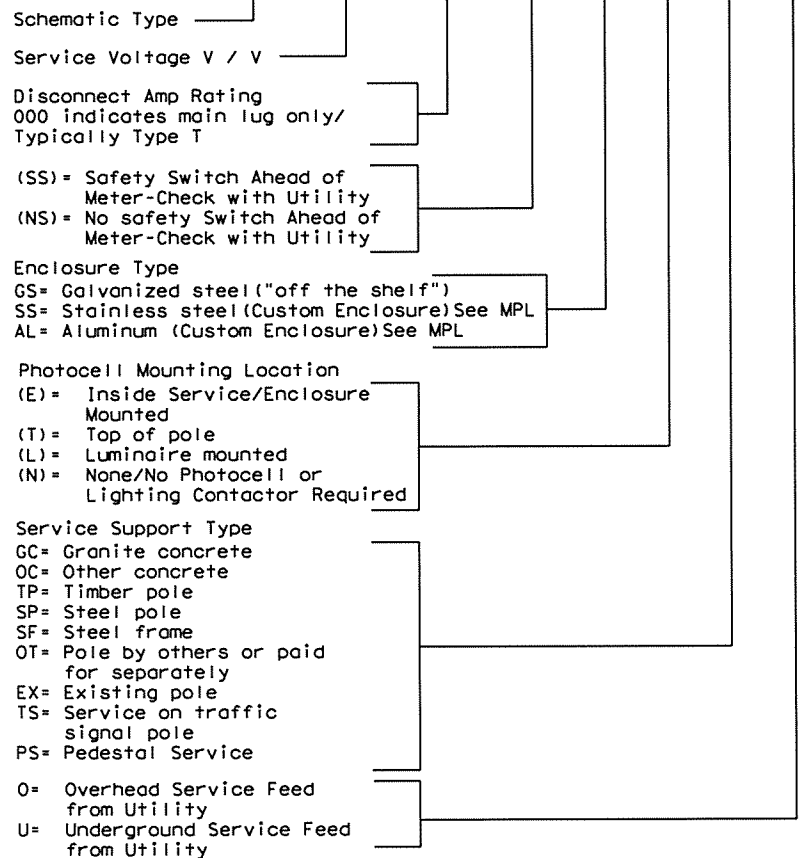 Schematic Type
Service Voltage V / V
Disconnect Amp Rating
000 indicates main lug only/
Typically Type T
(SS)= Safety Switch Ahead of
Meter-Check with Utility
(NS)= No safety Switch Ahead of
Meter-Check with Utility
Enclosure Type
GS= Galvanized steel("off the shelf")
SS= Stainless steel(Custom Enclosure)See MPL
AL= Aluminum (Custom Enclosure)See MPL
Photocell Mounting Location
(E)= Inside Service/Enclosure
Mounted
(T)= Top of pole
(L)= Luminaire mounted
(N)= None/No Photocell or
Lighting Contactor Required
Service Support Type
GC= Granite concrete
OC= Other concrete
TP= Timber pole
SP= Steel pole
SF= Steel frame
OT= Pole by others or paid
for separately
EX= Existing pole
TS= Service on traffic
signal pole
PS= Pedestal Service
O= Overhead Service Feed
from Utility
U= Underground Service Feed
from Utility